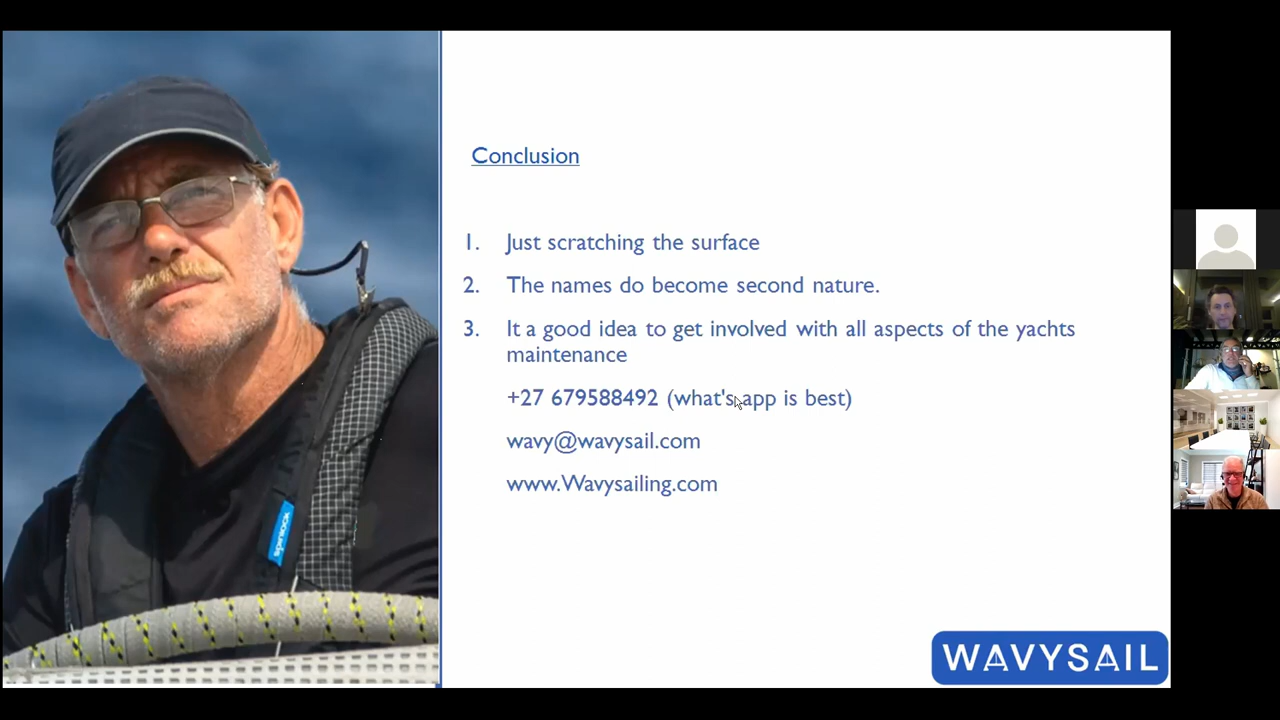 Conclusion
1. Just scratching the surface
2. The names do become second nature.
3. It a good idea to get involved with all aspects of the yachts
maintenance
+27 679588492 (what's app is best)
wavy@wavysail.com
www.Wavysailing.com
spinlock
WAVYSAIL